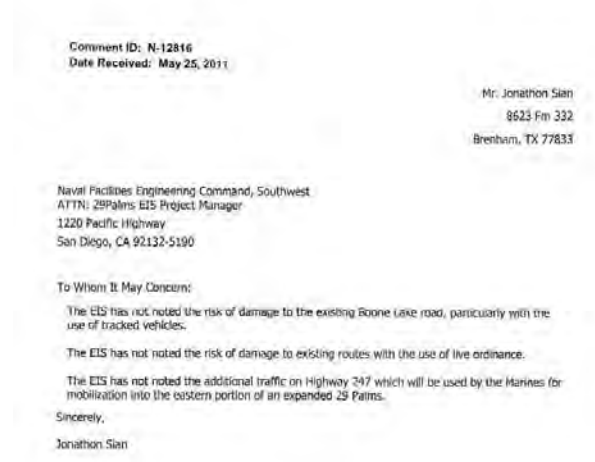 Comment ID: N-12816
Date Received: May 25, 2011
Mr. Jonathon Sian
8623 Fm 332
Brenham, TX 77833
Naval Facilities Engineering Command, Southwest
ATTN: 29Palms EIS Project Manager
1220 Pacific Highway
San Diego, CA 92132-5190
To Whom It May Concern:
The EIS has not noted the risk of damage to the existing Boone Lake road, particularly with the
use of tracked vehicles.
The EIS has not noted the risk of damage to existing routes with the use of live ordinance.
The EIS has not noted the additional traffic on Highway 247 which will be used by the Marines for
mobilization into the eastern portion of an expanded 29 Palms.
Sincerely,
Jonathon Sian